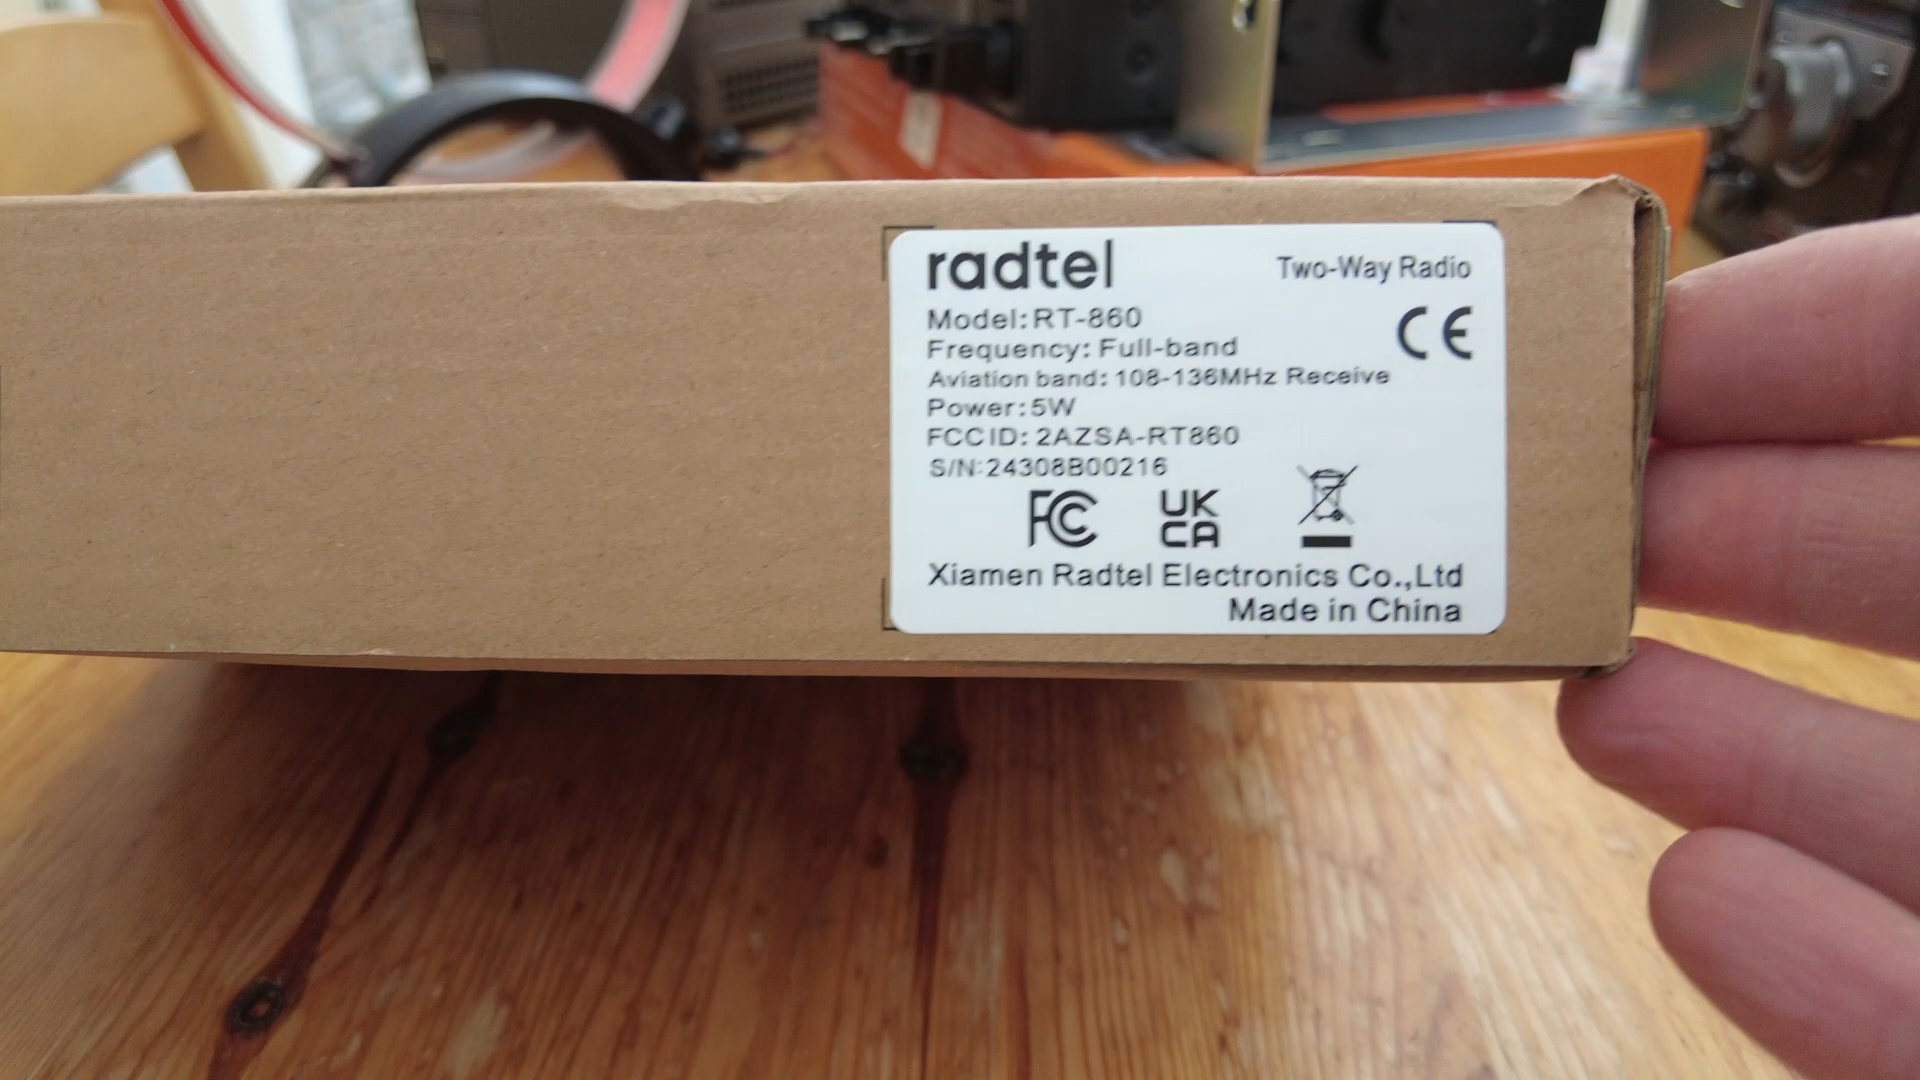 radtel
Two-Way Radio
Model: RT-860
CE
Frequency: Full-band
Aviation band: 108-136MHz Receive
Power: 5W
FCC ID: 2AZSA-RT860
S/N:24308B00216
FC UK CA
Xiamen Radtel Electronics Co.,Ltd
Made in China